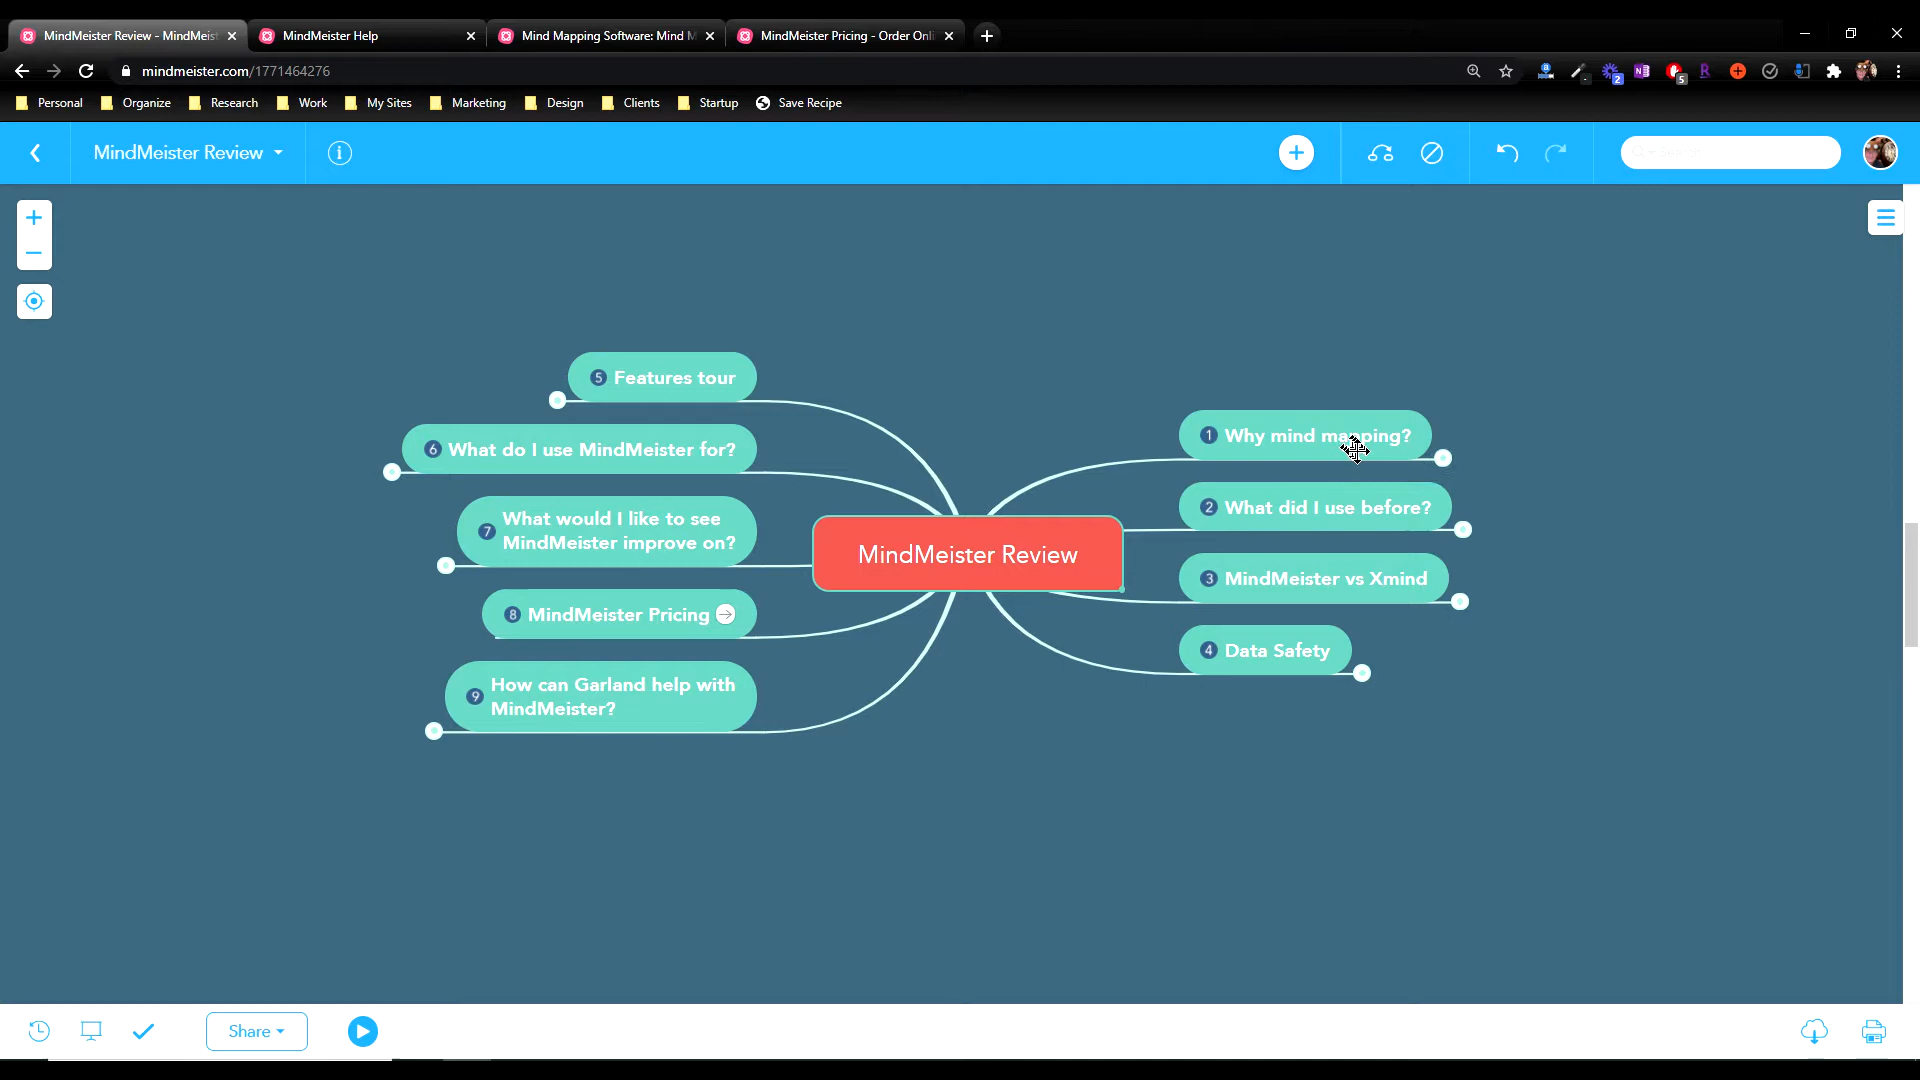 MindMeister Review - MindMeist
MindMeister Help
Mind Mapping Software: Mind M
MindMeister Pricing - Order Onli
mindmeister.com/1771464276
2
5
Personal
Organize
Research
Work
My Sites
Marketing
Design
Clients
Startup
Save Recipe
MindMeister Review
5 Features tour
6 What do I use MindMeister for?
7 What would I like to see
MindMeister improve on?
8 MindMeister Pricing
9 How can Garland help with
MindMeister?
MindMeister Review
1 Why mind mapping?
2 What did I use before?
3 MindMeister vs Xmind
4 Data Safety
Share